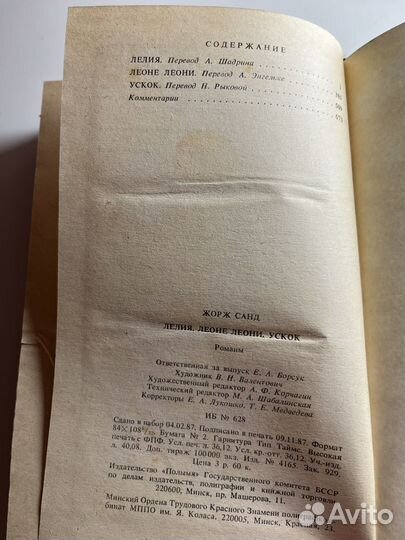 СОДЕРЖАНИЕ
ЛЕЛИЯ. Перевод А. Шадрина
ЛЕОНЕ ЛЕОНИ. Перевод А. Энгельке
УСКОК. Перевод Н. Рыковой
Комментарии
ЖОРЖ САНД
ЛЕЛИЯ. ЛЕОНЕ ЛЕОНИ. УСКОК
Романы
Ответственная за выпуск Е. А. Борсук
Художник В. Н. Валентович
Художественный редактор А. Ф. Корчагин
Технический редактор М. А. Шабалинская
Корректоры Е. А. Лукошко, Т. Е. Медведева
ИБ № 628
Сдано в набор 04.02.87. Подписано в печать 09.11.87. Формат
84×108¹/₃₂. Бумага № 2. Гарнитура Тип Таймс. Высокая
печать с ФПФ. Усл. печ. л. 36,12. Усл. кр.-отт. 36,12. Уч.-изд.
л. 40,08. Доп. тираж 100000 экз. Изд. № 4165. Зак. 929.
Цена 3 р. 60 к.
Издательство «Полымя» Государственного комитета БССР
по делам издательств, полиграфии и книжной торговли
220600, Минск, пр. Машерова, 11.
Минский Ордена Трудового Красного Знамени
бинат МППО им. Я. Коласа, 220005, Минск, Красная, 23.
Avito